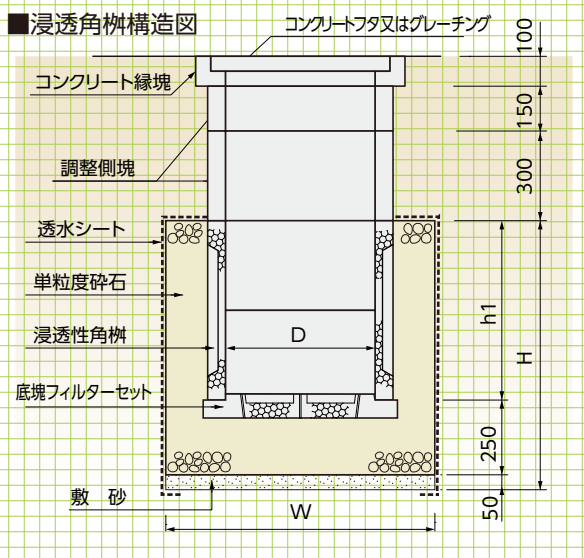 ■浸透角桝構造図
コンクリートフタ又はグレーチング
コンクリート縁塊
調整側塊
透水シート
単粒度砕石
浸透性角桝
底塊フィルターセット
敷 砂
D
W
100
150
300
h1
H
250
50